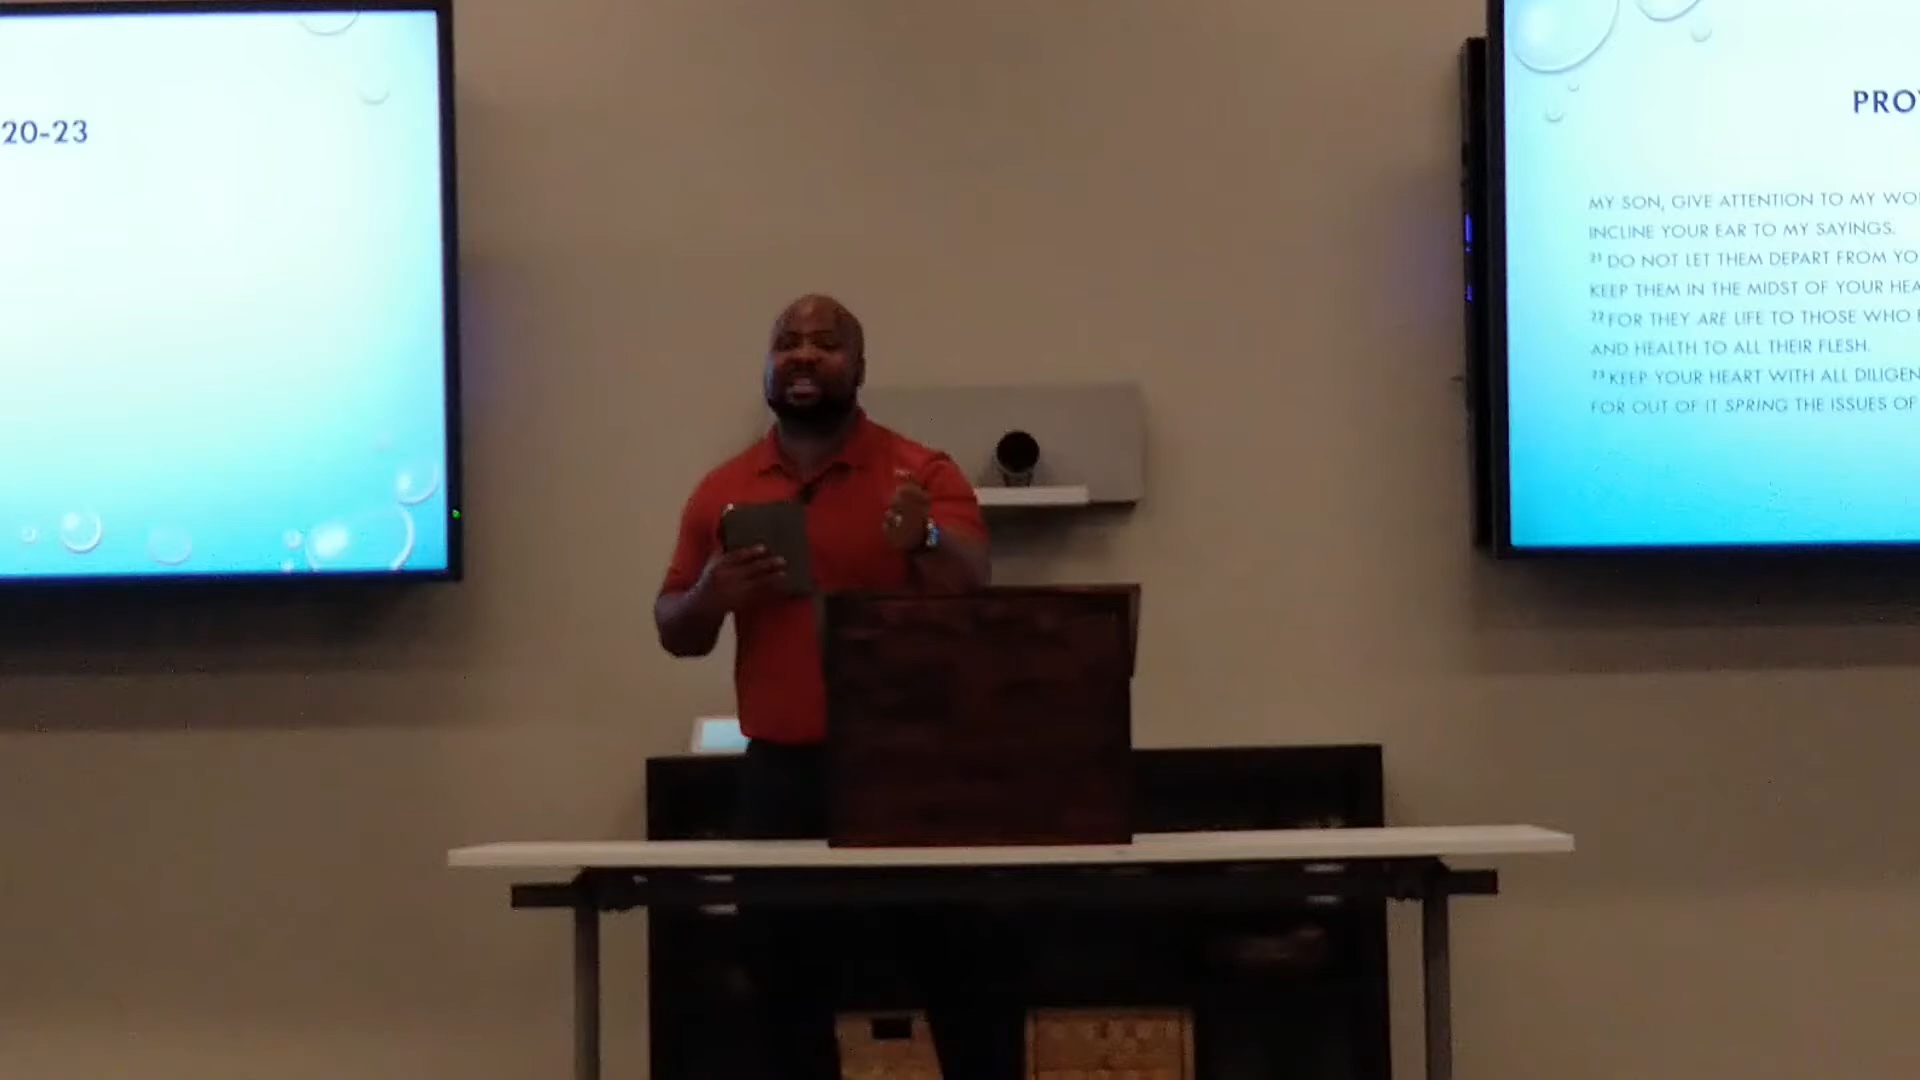 20-23
PRO
MY SON, GIVE ATTENTION TO MY WO
INCLINE YOUR EAR TO MY SAYINGS.
21 DO NOT LET THEM DEPART FROM YO
KEEP THEM IN THE MIDST OF YOUR HEA
22 FOR THEY ARE LIFE TO THOSE WHO
AND HEALTH TO ALL THEIR FLESH.
23 KEEP YOUR HEART WITH ALL DILIGEN
FOR OUT OF IT SPRING THE ISSUES OF